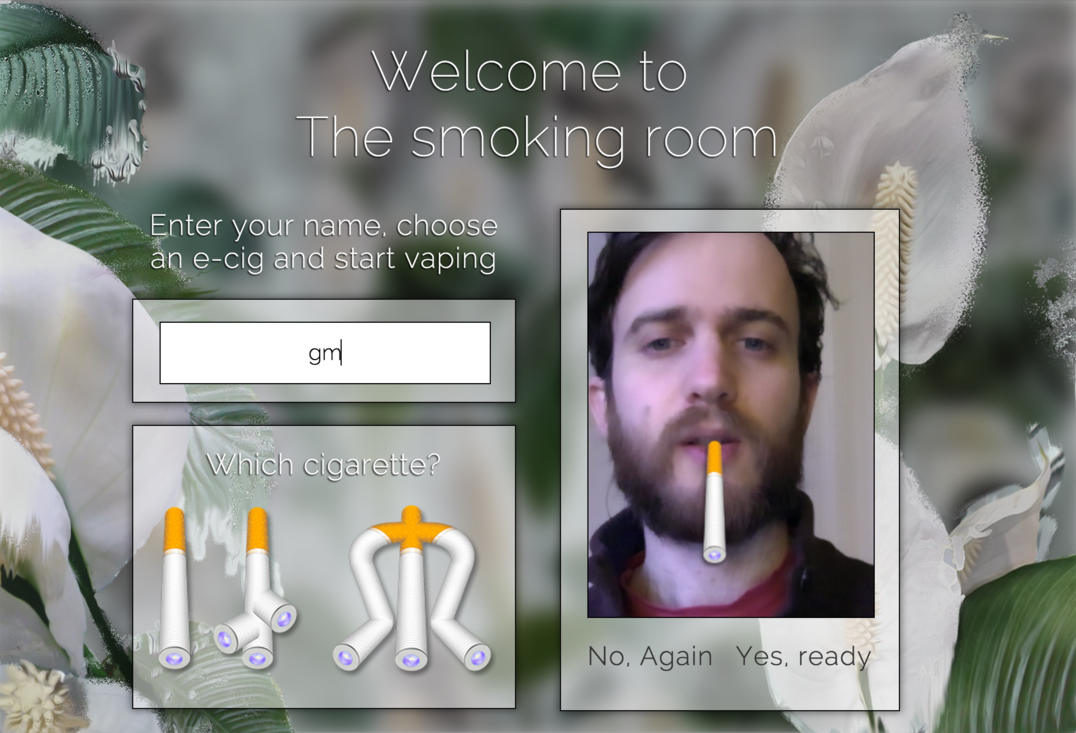 Welcome to
The smoking room
Enter your name, choose
an e-cig and start vaping
gm
Which cigarette?
No, Again Yes, ready